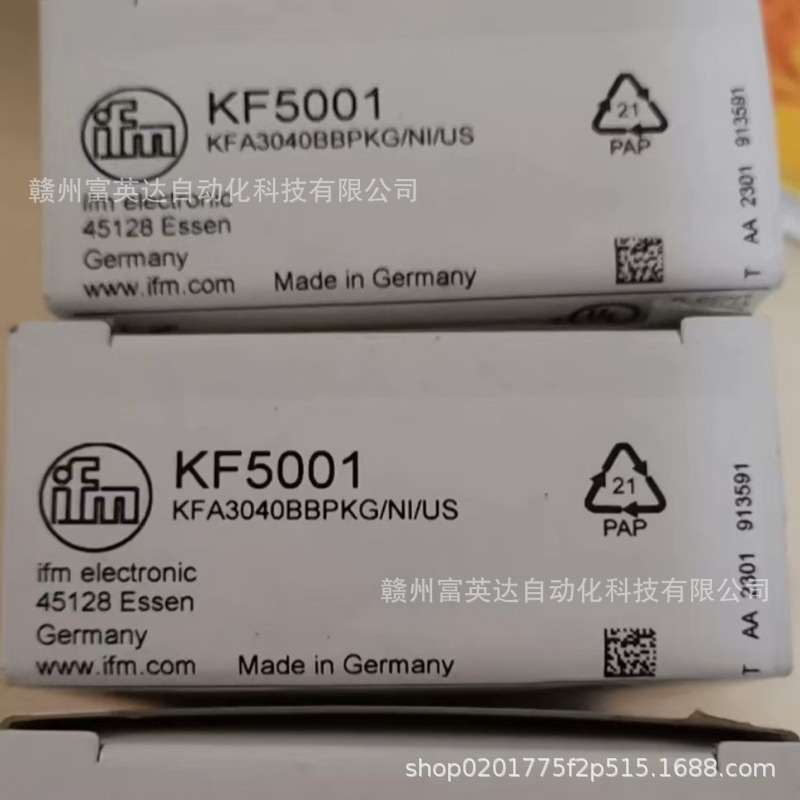 ifm
KF5001
KFA3040BBPKG/NI/US
21
PAP
赣州富英达自动化科技有限公司
ifm electronic
45128 Essen
Germany
www.ifm.com
Made in Germany
T AA 2301 913591
ifm
KF5001
KFA3040BBPKG/NI/US
21
PAP
ifm electronic
45128 Essen
Germany
www.ifm.com
Made in Germany
赣州富英达自动化科技有限公司
T AA 2301 913591
shop0201775f2p515.1688.com